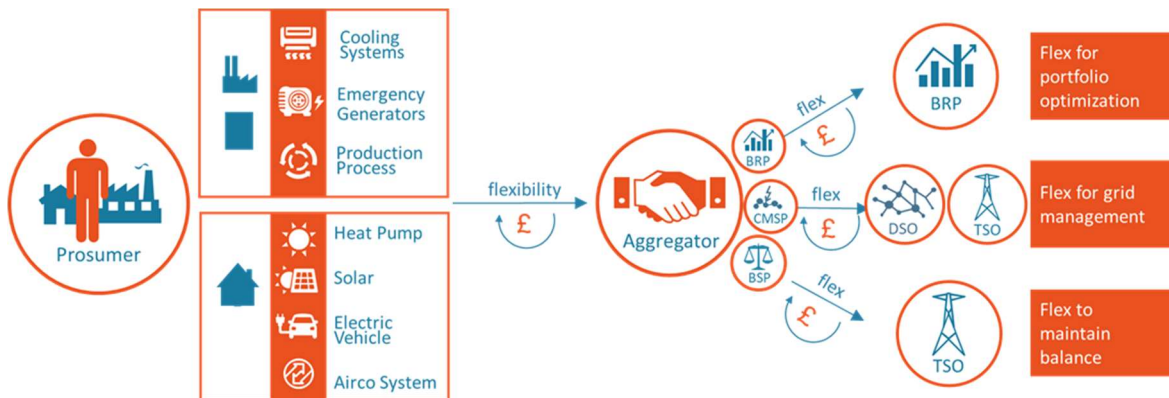 Prosumer
Cooling
Systems
Emergency
Generators
Production
Process
Heat Pump
Solar
Electric
Vehicle
Airco System
flexibility
£
Aggregator
BRP
CMSP
BSP
flex
£
BRP
Flex for
portfolio
optimization
flex
£
DSO
TSO
Flex for grid
management
flex
£
TSO
Flex to
maintain
balance